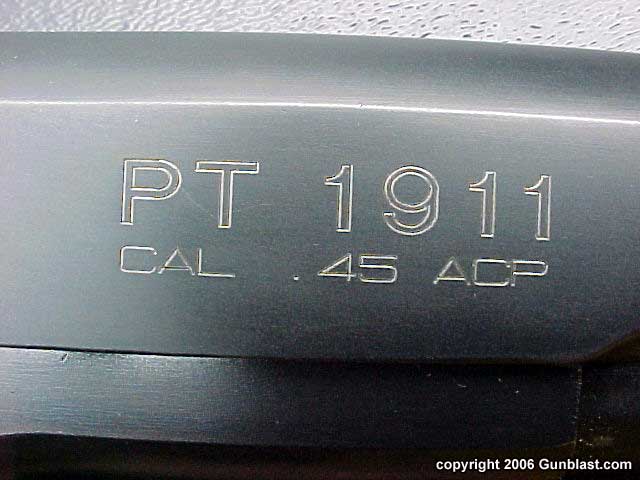 PT 1911
CAL .45 ACP
copyright © 2006 Gunblast.com